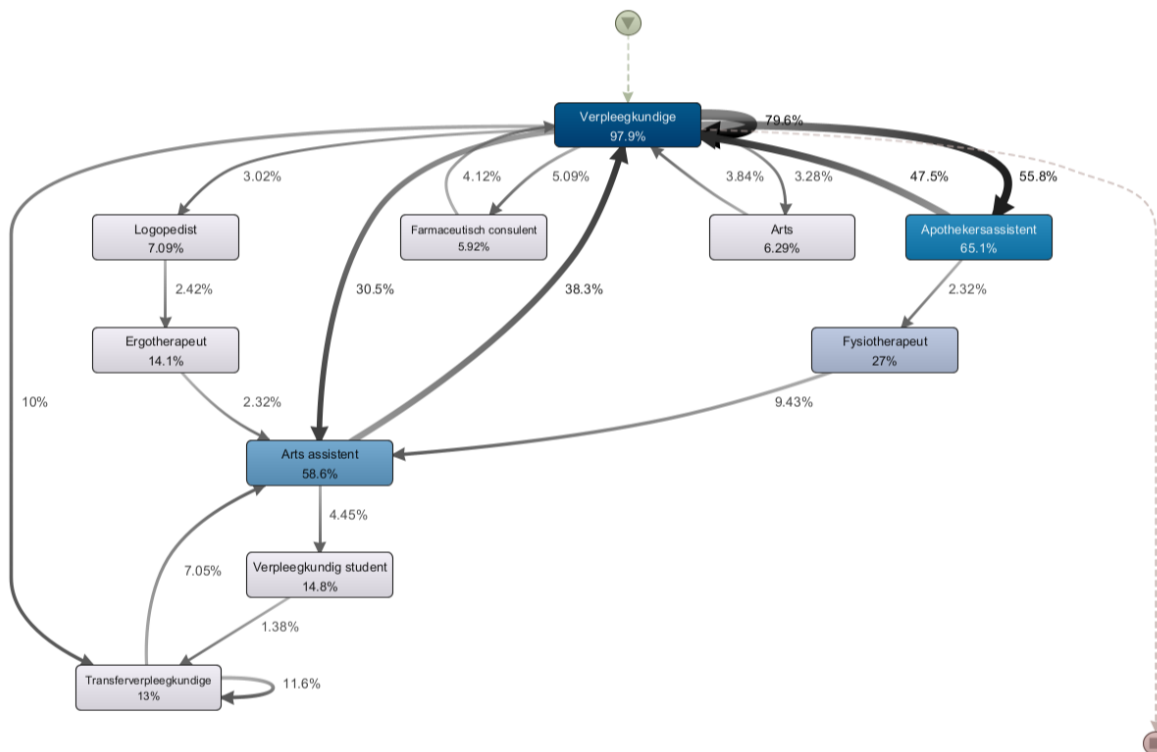 Verpleegkundige
97.9%
79.6%
3.02%
4.12%
5.09%
3.84%
3.28%
47.5%
55.8%
Logopedist
7.09%
Farmaceutisch consulent
5.92%
Arts
6.29%
Apothekersassistent
65.1%
2.42%
30.5%
38.3%
2.32%
Ergotherapeut
14.1%
Fysiotherapeut
27%
10%
2.32%
9.43%
Arts assistent
58.6%
4.45%
7.05%
Verpleegkundig student
14.8%
1.38%
Transferverpleegkundige
13%
11.6%